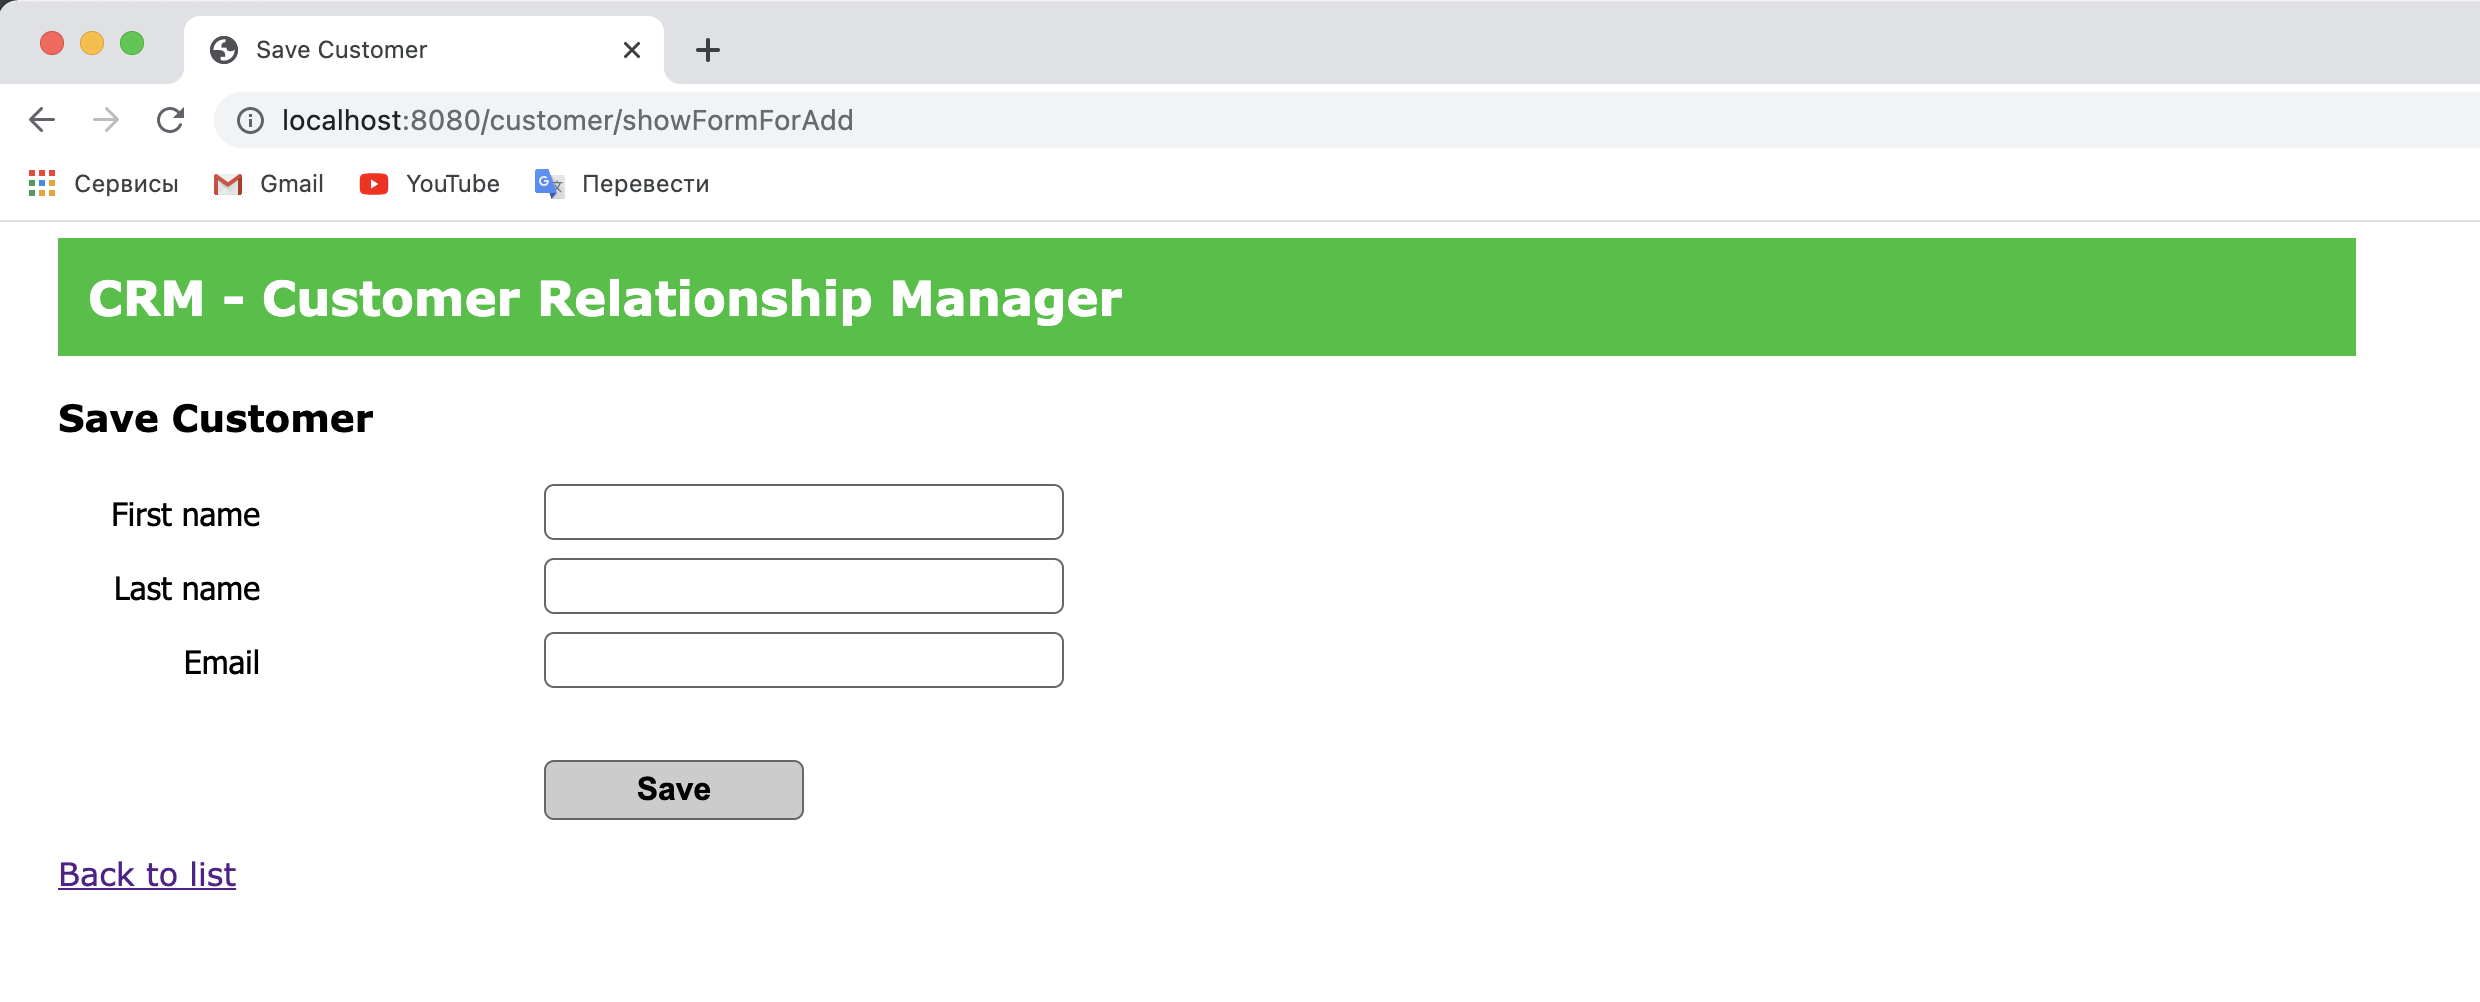 Save Customer
localhost:8080/customer/showFormForAdd
Сервисы Gmail YouTube Перевести
CRM - Customer Relationship Manager
Save Customer
First name
Last name
Email
Save
Back to list